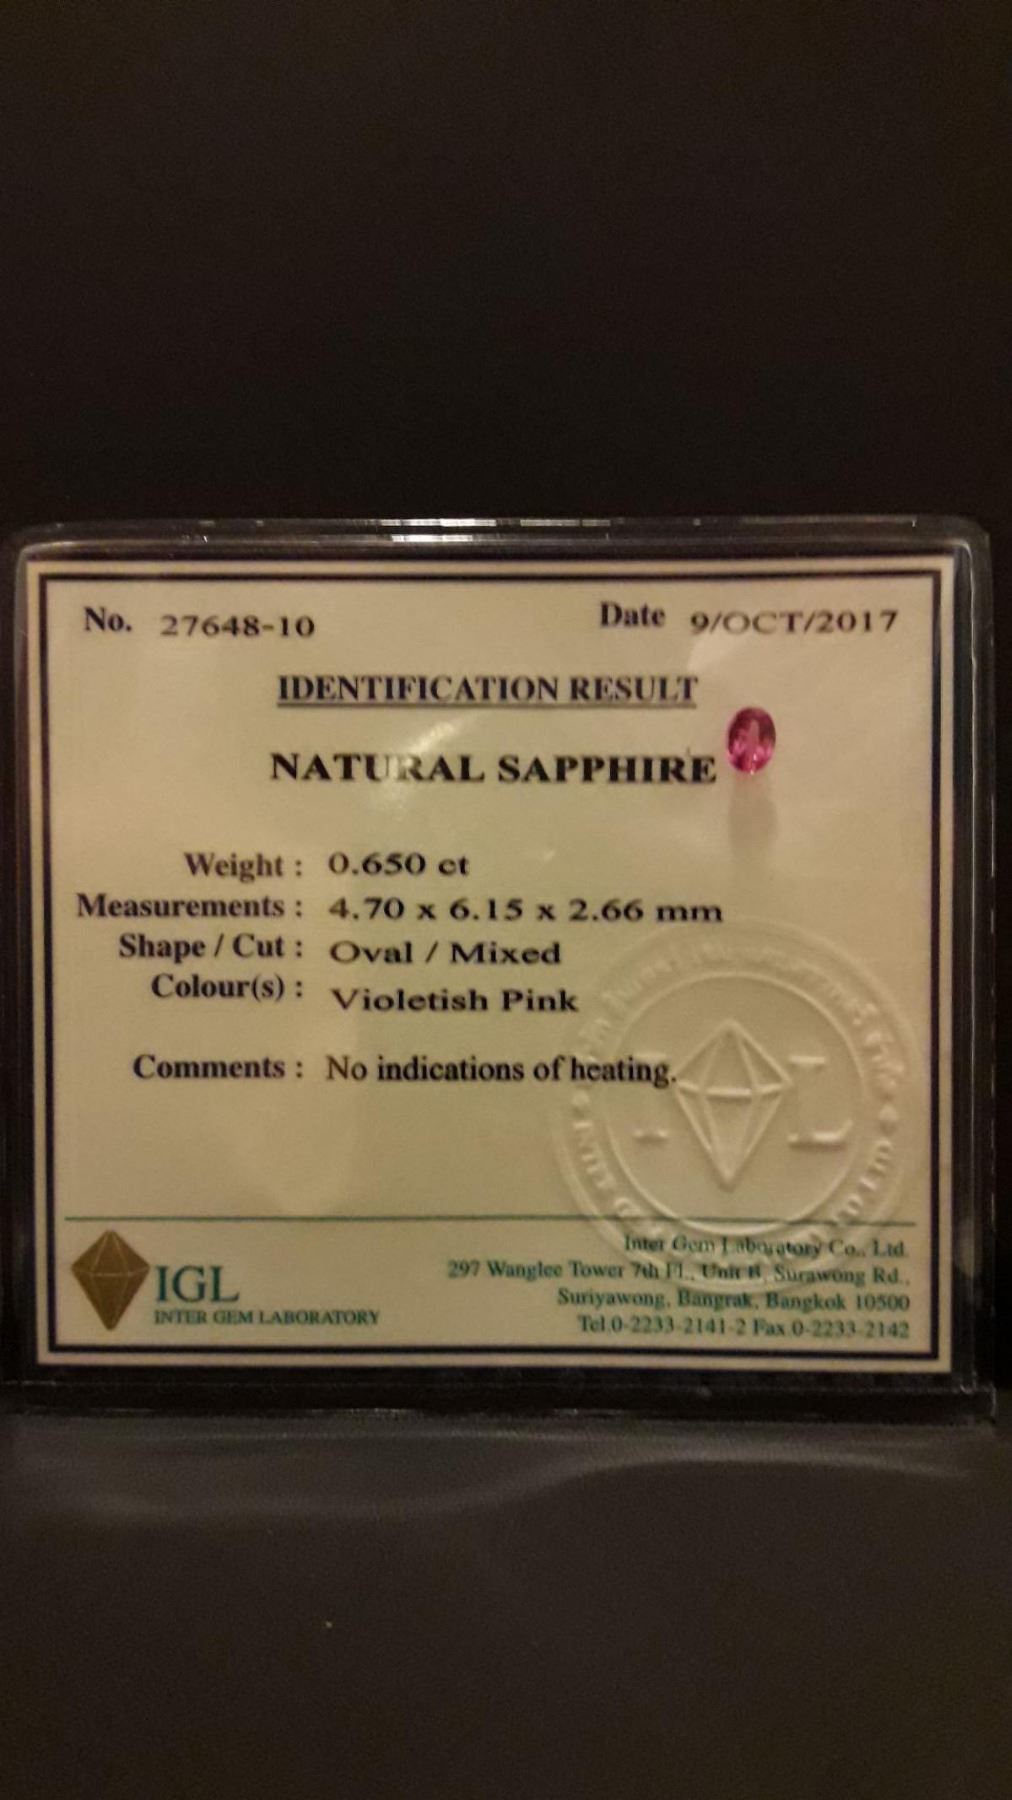 No. 27648-10 Date 9/OCT/2017
IDENTIFICATION RESULT
NATURAL SAPPHIRE
Weight : 0.650 ct
Measurements : 4.70 x 6.15 x 2.66 mm
Shape / Cut : Oval / Mixed
Colour(s) : Violetish Pink
Comments : No indications of heating.
IGL
INTER GEM LABORATORY
Inter Gem Laboratory Co., Ltd.
297 Wanglee Tower 7th Fl., Unit B, Surawong Rd.,
Suriyawong, Bangrak, Bangkok 10500
Tel.0-2233-2141-2 Fax.0-2233-2142